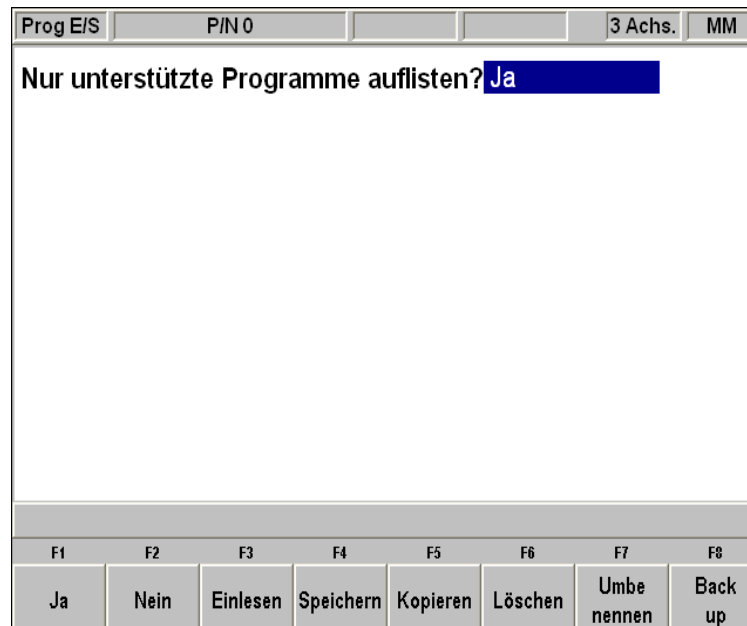 Prog E/S P/N 0 3 Achs. MM
Nur unterstützte Programme auflisten? Ja
F1 F2 F3 F4 F5 F6 F7 F8
Ja Nein Einlesen Speichern Kopieren Löschen Umbe Back
nennen up